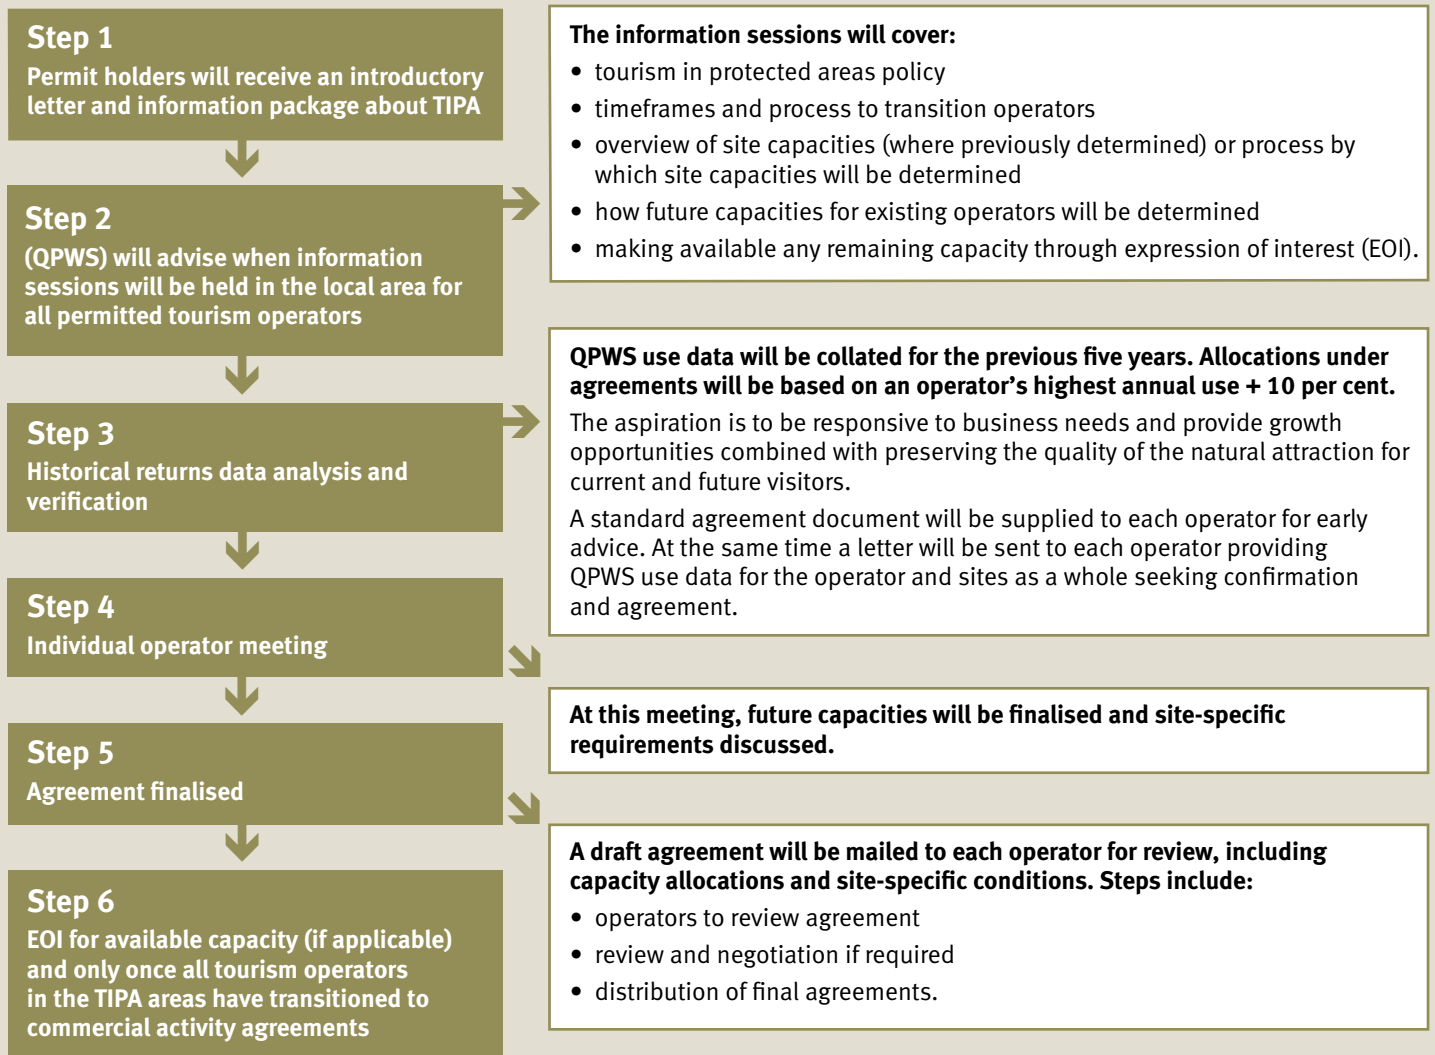 Step 1
Permit holders will receive an introductory
letter and information package about TIPA
The information sessions will cover:
• tourism in protected areas policy
• timeframes and process to transition operators
• overview of site capacities (where previously determined) or process by
which site capacities will be determined
• how future capacities for existing operators will be determined
• making available any remaining capacity through expression of interest (EOI).
Step 2
(QPWS) will advise when information
sessions will be held in the local area for
all permitted tourism operators
Step 3
Historical returns data analysis and
verification
QPWS use data will be collated for the previous five years. Allocations under
agreements will be based on an operator’s highest annual use + 10 per cent.
The aspiration is to be responsive to business needs and provide growth
opportunities combined with preserving the quality of the natural attraction for
current and future visitors.
A standard agreement document will be supplied to each operator for early
advice. At the same time a letter will be sent to each operator providing
QPWS use data for the operator and sites as a whole seeking confirmation
and agreement.
Step 4
Individual operator meeting
At this meeting, future capacities will be finalised and site-specific
requirements discussed.
Step 5
Agreement finalised
A draft agreement will be mailed to each operator for review, including
capacity allocations and site-specific conditions. Steps include:
• operators to review agreement
• review and negotiation if required
• distribution of final agreements.
Step 6
EOI for available capacity (if applicable)
and only once all tourism operators
in the TIPA areas have transitioned to
commercial activity agreements